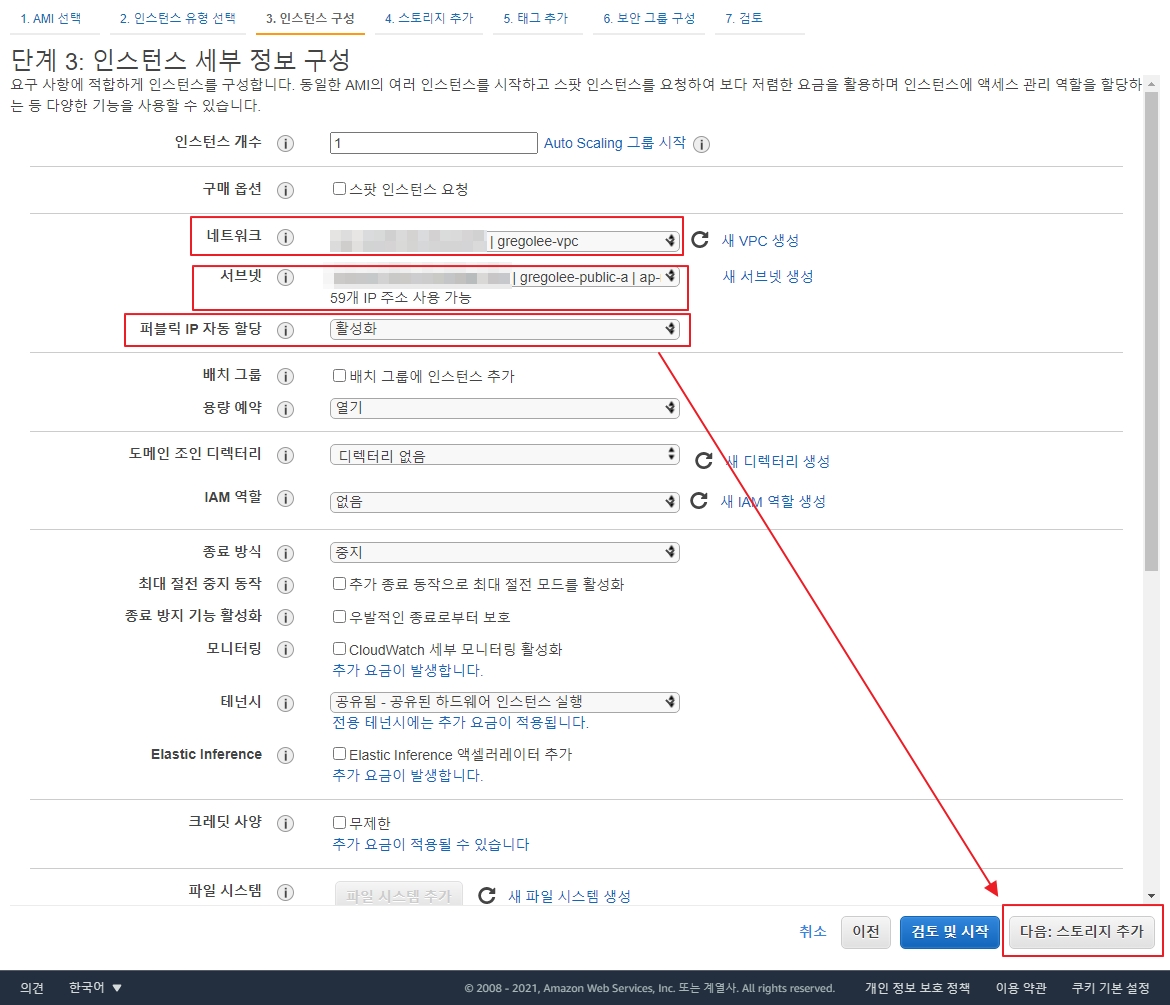 1. AMI 선택 2. 인스턴스 유형 선택 3. 인스턴스 구성 4. 스토리지 추가 5. 태그 추가 6. 보안 그룹 구성 7. 검토
단계 3: 인스턴스 세부 정보 구성
요구 사항에 적합하게 인스턴스를 구성합니다. 동일한 AMI의 여러 인스턴스를 시작하고 스팟 인스턴스를 요청하여 보다 저렴한 요금을 활용하며 인스턴스에 액세스 관리 역할을 할당하
는 등 다양한 기능을 사용할 수 있습니다.
인스턴스 개수 i 1 Auto Scaling 그룹 시작 i
구매 옵션 i 스팟 인스턴스 요청
네트워크 i | gregolee-vpc 새 VPC 생성
서브넷 i | gregolee-public-a | ap- 새 서브넷 생성
59개 IP 주소 사용 가능
퍼블릭 IP 자동 할당 i 활성화
배치 그룹 i 배치 그룹에 인스턴스 추가
용량 예약 i 열기
도메인 조인 디렉터리 i 디렉터리 없음 새 디렉터리 생성
IAM 역할 i 없음 새 IAM 역할 생성
종료 방식 i 중지
최대 절전 중지 동작 i 추가 종료 동작으로 최대 절전 모드를 활성화
종료 방지 기능 활성화 i 우발적인 종료로부터 보호
모니터링 i CloudWatch 세부 모니터링 활성화
추가 요금이 발생합니다.
테넌시 i 공유됨 - 공유된 하드웨어 인스턴스 실행
전용 테넌시에는 추가 요금이 적용됩니다.
Elastic Inference i Elastic Inference 액셀러레이터 추가
추가 요금이 발생합니다.
크레딧 사양 i 무제한
추가 요금이 적용될 수 있습니다
파일 시스템 i 파일 시스템 추가 새 파일 시스템 생성
취소 이전 검토 및 시작 다음: 스토리지 추가
의견 한국어 © 2008 - 2021, Amazon Web Services, Inc. 또는 계열사. All rights reserved. 개인 정보 보호 정책 이용 약관 쿠키 기본 설정